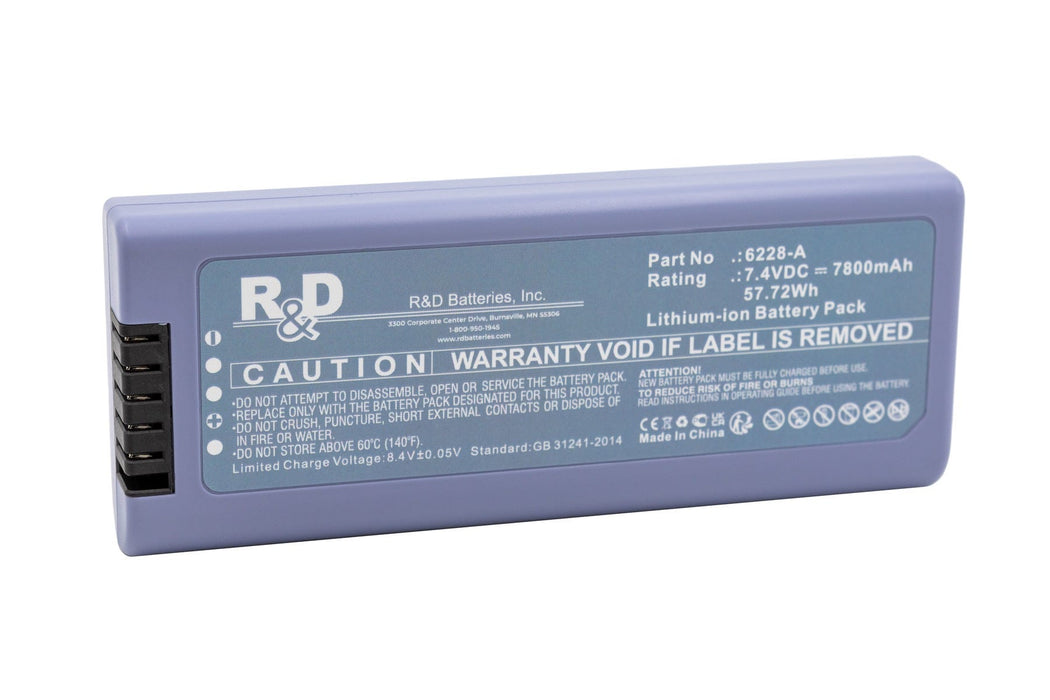 R&D
R&D Batteries, Inc.
3300 Corporate Center Drive, Burnsville, MN 55306
1-800-950-1945
www.rdbatteries.com
Part No .: 6228-A
Rating .: 7.4VDC ⎓ 7800mAh
57.72Wh
Lithium-ion Battery Pack
CAUTION WARRANTY VOID IF LABEL IS REMOVED
•DO NOT ATTEMPT TO DISASSEMBLE, OPEN OR SERVICE THE BATTERY PACK.
•REPLACE ONLY WITH THE BATTERY PACK DESIGNATED FOR THIS PRODUCT.
•DO NOT CRUSH, PUNCTURE, SHORT EXTERNAL CONTACTS OR DISPOSE OF
IN FIRE OR WATER.
•DO NOT STORE ABOVE 60°C (140°F).
Limited Charge Voltage: 8.4V±0.05V Standard: GB 31241-2014
ATTENTION!
NEW BATTERY PACK MUST BE FULLY CHARGED BEFORE USE.
TO REDUCE RISK OF FIRE OR BURNS
READ INSTRUCTIONS IN OPERATING GUIDE BEFORE USING THE BATTERY.
CE
Made In China